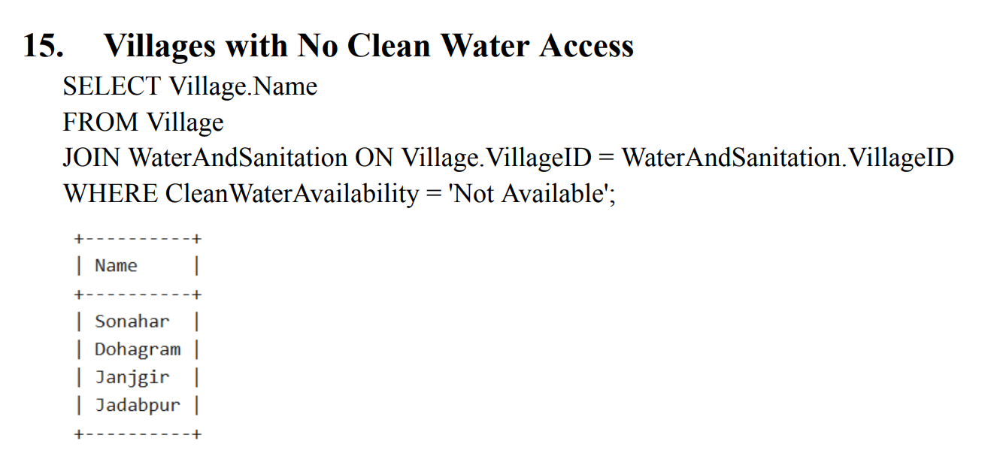 15. Villages with No Clean Water Access
SELECT Village.Name
FROM Village
JOIN WaterAndSanitation ON Village.VillageID = WaterAndSanitation.VillageID
WHERE CleanWaterAvailability = 'Not Available';
+----------+
| Name     |
+----------+
| Sonahar  |
| Dohagram |
| Janjgir  |
| Jadabpur |
+----------+